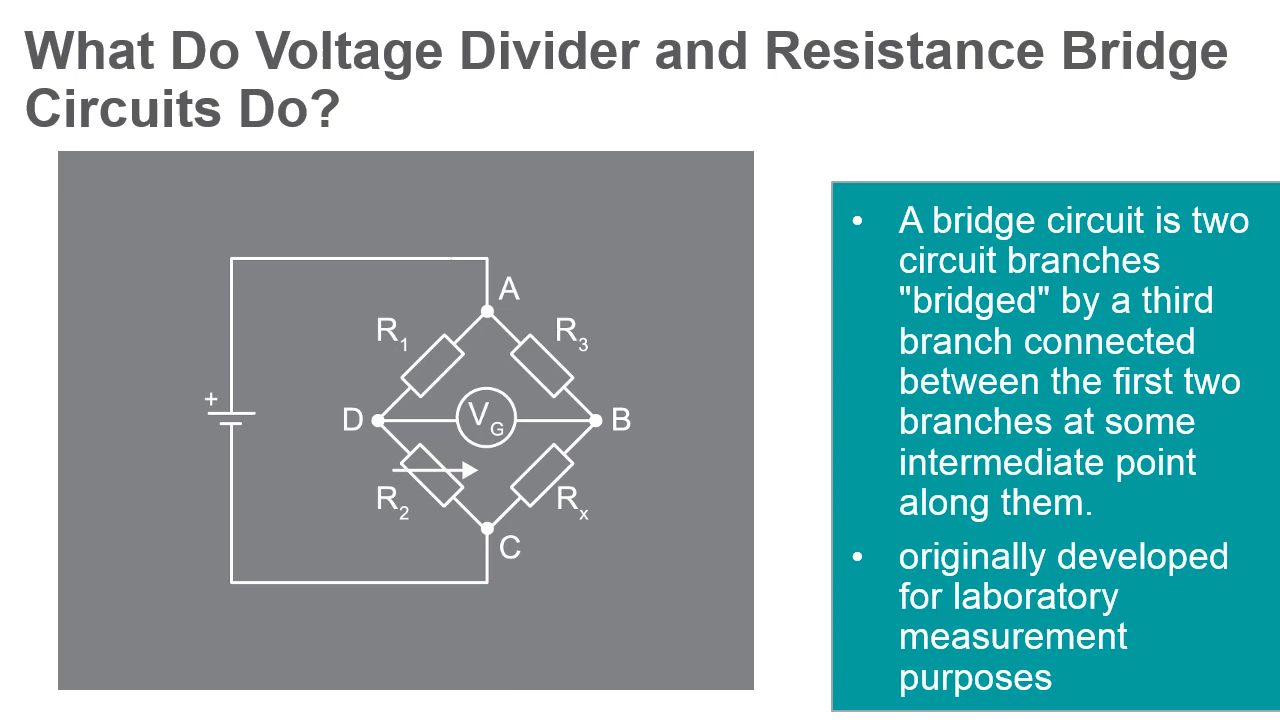 What Do Voltage Divider and Resistance Bridge
Circuits Do?
A
R1
R3
+
D
VG
B
R2
Rx
C
• A bridge circuit is two
circuit branches
"bridged" by a third
branch connected
between the first two
branches at some
intermediate point
along them.
• originally developed
for laboratory
measurement
purposes